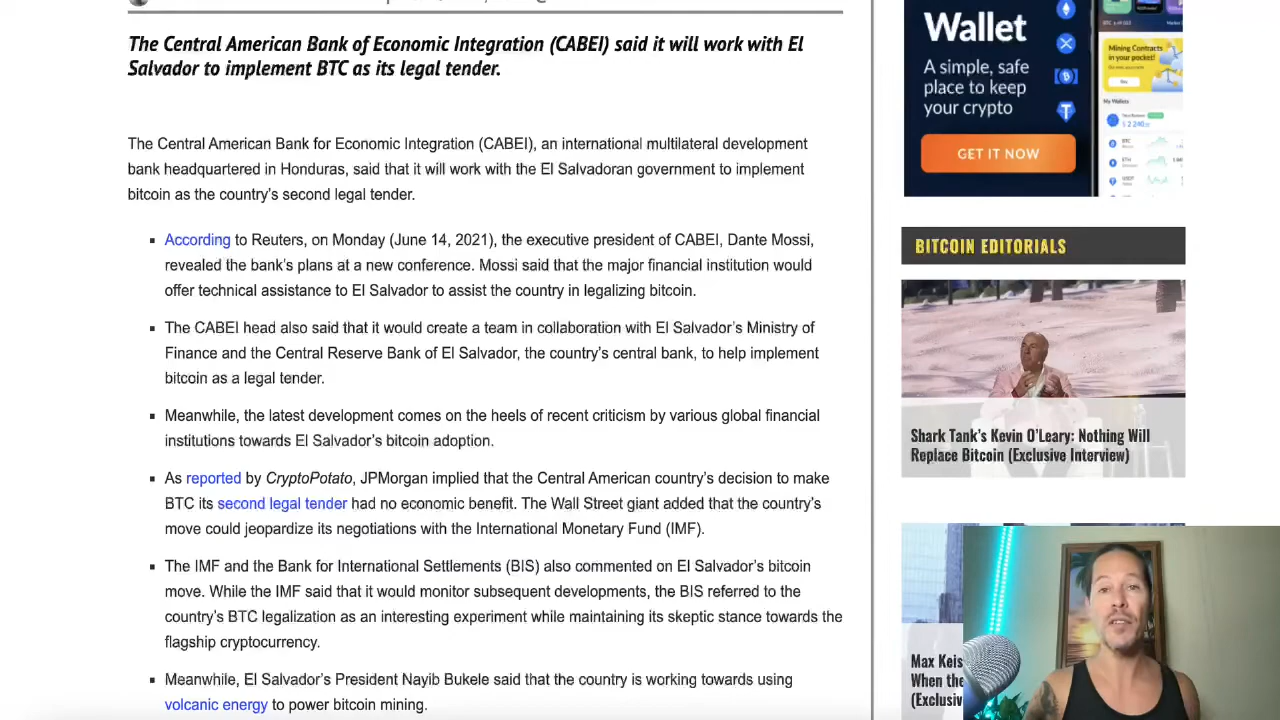 The Central American Bank of Economic Integration (CABEI) said it will work with El
Salvador to implement BTC as its legal tender.
The Central American Bank for Economic Integration (CABEI), an international multilateral development
bank headquartered in Honduras, said that it will work with the El Salvadoran government to implement
bitcoin as the country's second legal tender.
According to Reuters, on Monday (June 14, 2021), the executive president of CABEI, Dante Mossi,
revealed the bank's plans at a new conference. Mossi said that the major financial institution would
offer technical assistance to El Salvador to assist the country in legalizing bitcoin.
The CABEI head also said that it would create a team in collaboration with El Salvador's Ministry of
Finance and the Central Reserve Bank of El Salvador, the country's central bank, to help implement
bitcoin as a legal tender.
Meanwhile, the latest development comes on the heels of recent criticism by various global financial
institutions towards El Salvador's bitcoin adoption.
As reported by CryptoPotato, JPMorgan implied that the Central American country's decision to make
BTC its second legal tender had no economic benefit. The Wall Street giant added that the country's
move could jeopardize its negotiations with the International Monetary Fund (IMF).
The IMF and the Bank for International Settlements (BIS) also commented on El Salvador's bitcoin
move. While the IMF said that it would monitor subsequent developments, the BIS referred to the
country's BTC legalization as an interesting experiment while maintaining its skeptic stance towards the
flagship cryptocurrency.
Meanwhile, El Salvador's President Nayib Bukele said that the country is working towards using
volcanic energy to power bitcoin mining.
Wallet
A simple, safe
place to keep
your crypto
GET IT NOW
Mining Contracts
in your pocket!
My Wallets
BITCOIN EDITORIALS
Shark Tank's Kevin O'Leary: Nothing Will
Replace Bitcoin (Exclusive Interview)
Max Keis
When the
(Exclusiv